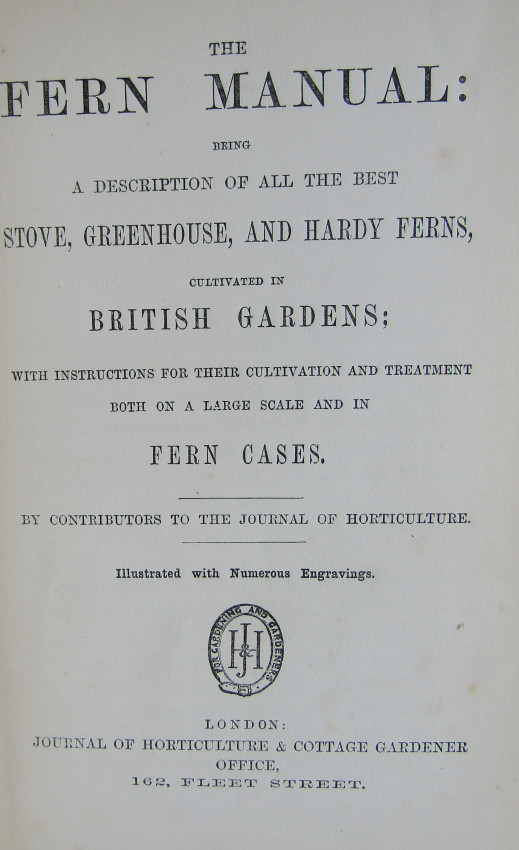 THE
FERN MANUAL:
BEING
A DESCRIPTION OF ALL THE BEST
STOVE, GREENHOUSE, AND HARDY FERNS,
CULTIVATED IN
BRITISH GARDENS;
WITH INSTRUCTIONS FOR THEIR CULTIVATION AND TREATMENT
BOTH ON A LARGE SCALE AND IN
FERN CASES.
BY CONTRIBUTORS TO THE JOURNAL OF HORTICULTURE.
Illustrated with Numerous Engravings.
FOR GARDENING AND GARDENERS
J&H
LONDON:
JOURNAL OF HORTICULTURE & COTTAGE GARDENER
OFFICE,
162, FLEET STREET.